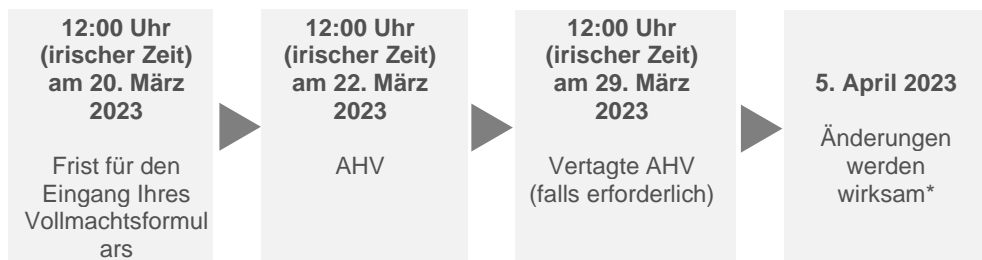 12:00 Uhr
(irischer Zeit)
am 20. März
2023
Frist für den
Eingang Ihres
Vollmachtsformul
ars
12:00 Uhr
(irischer Zeit)
am 22. März
2023
AHV
12:00 Uhr
(irischer Zeit)
am 29. März
2023
Vertagte AHV
(falls erforderlich)
5. April 2023
Änderungen
werden
wirksam*